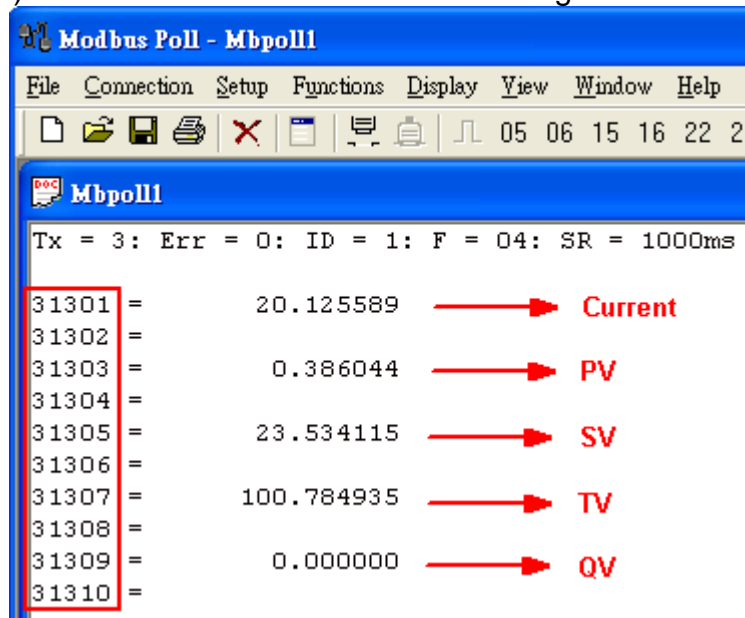 Modbus Poll - Mbpoll1
File Connection Setup Functions Display View Window Help
05 06 15 16 22
Mbpoll1
Tx = 3: Err = 0: ID = 1: F = 04: SR = 1000ms
31301 = 20.125589 Current
31302 =
31303 = 0.386044 PV
31304 =
31305 = 23.534115 SV
31306 =
31307 = 100.784935 TV
31308 =
31309 = 0.000000 QV
31310 =